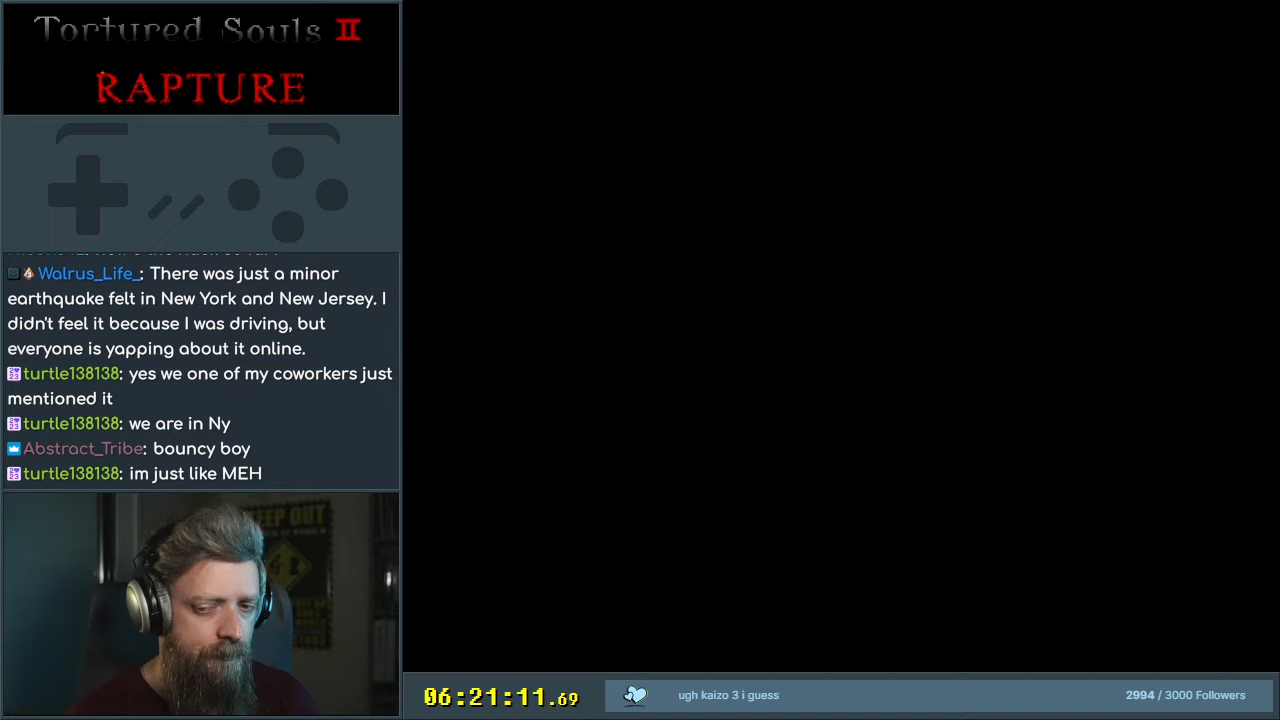 Tortured Souls II
RAPTURE
Walrus_Life_: There was just a minor
earthquake felt in New York and New Jersey. I
didn't feel it because I was driving, but
everyone is yapping about it online.
turtle138138: yes we one of my coworkers just
mentioned it
turtle138138: we are in Ny
Abstract_Tribe: bouncy boy
turtle138138: im just like MEH
KEEP OUT
06:21:11.69
ugh kaizo 3 i guess
2994 / 3000 Followers